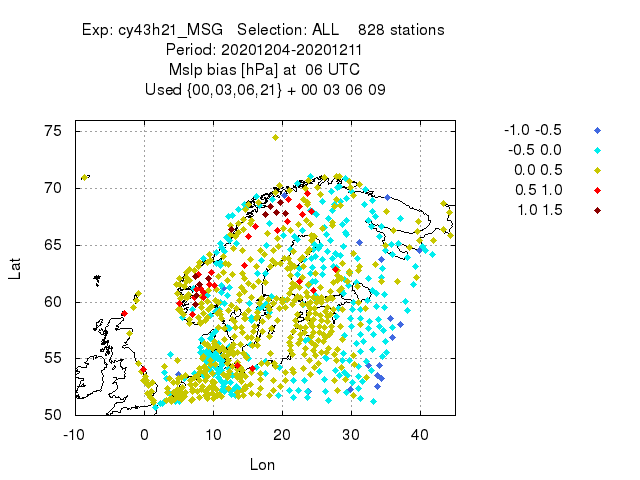 Exp: cy43h21_MSG   Selection: ALL    828 stations
Period: 20201204-20201211
Mslp bias [hPa] at  06 UTC
Used {00,03,06,21} + 00 03 06 09
-1.0 -0.5
-0.5 0.0
0.0 0.5
0.5 1.0
1.0 1.5
75
70
65
60
55
50
Lat
-10 0 10 20 30 40
Lon